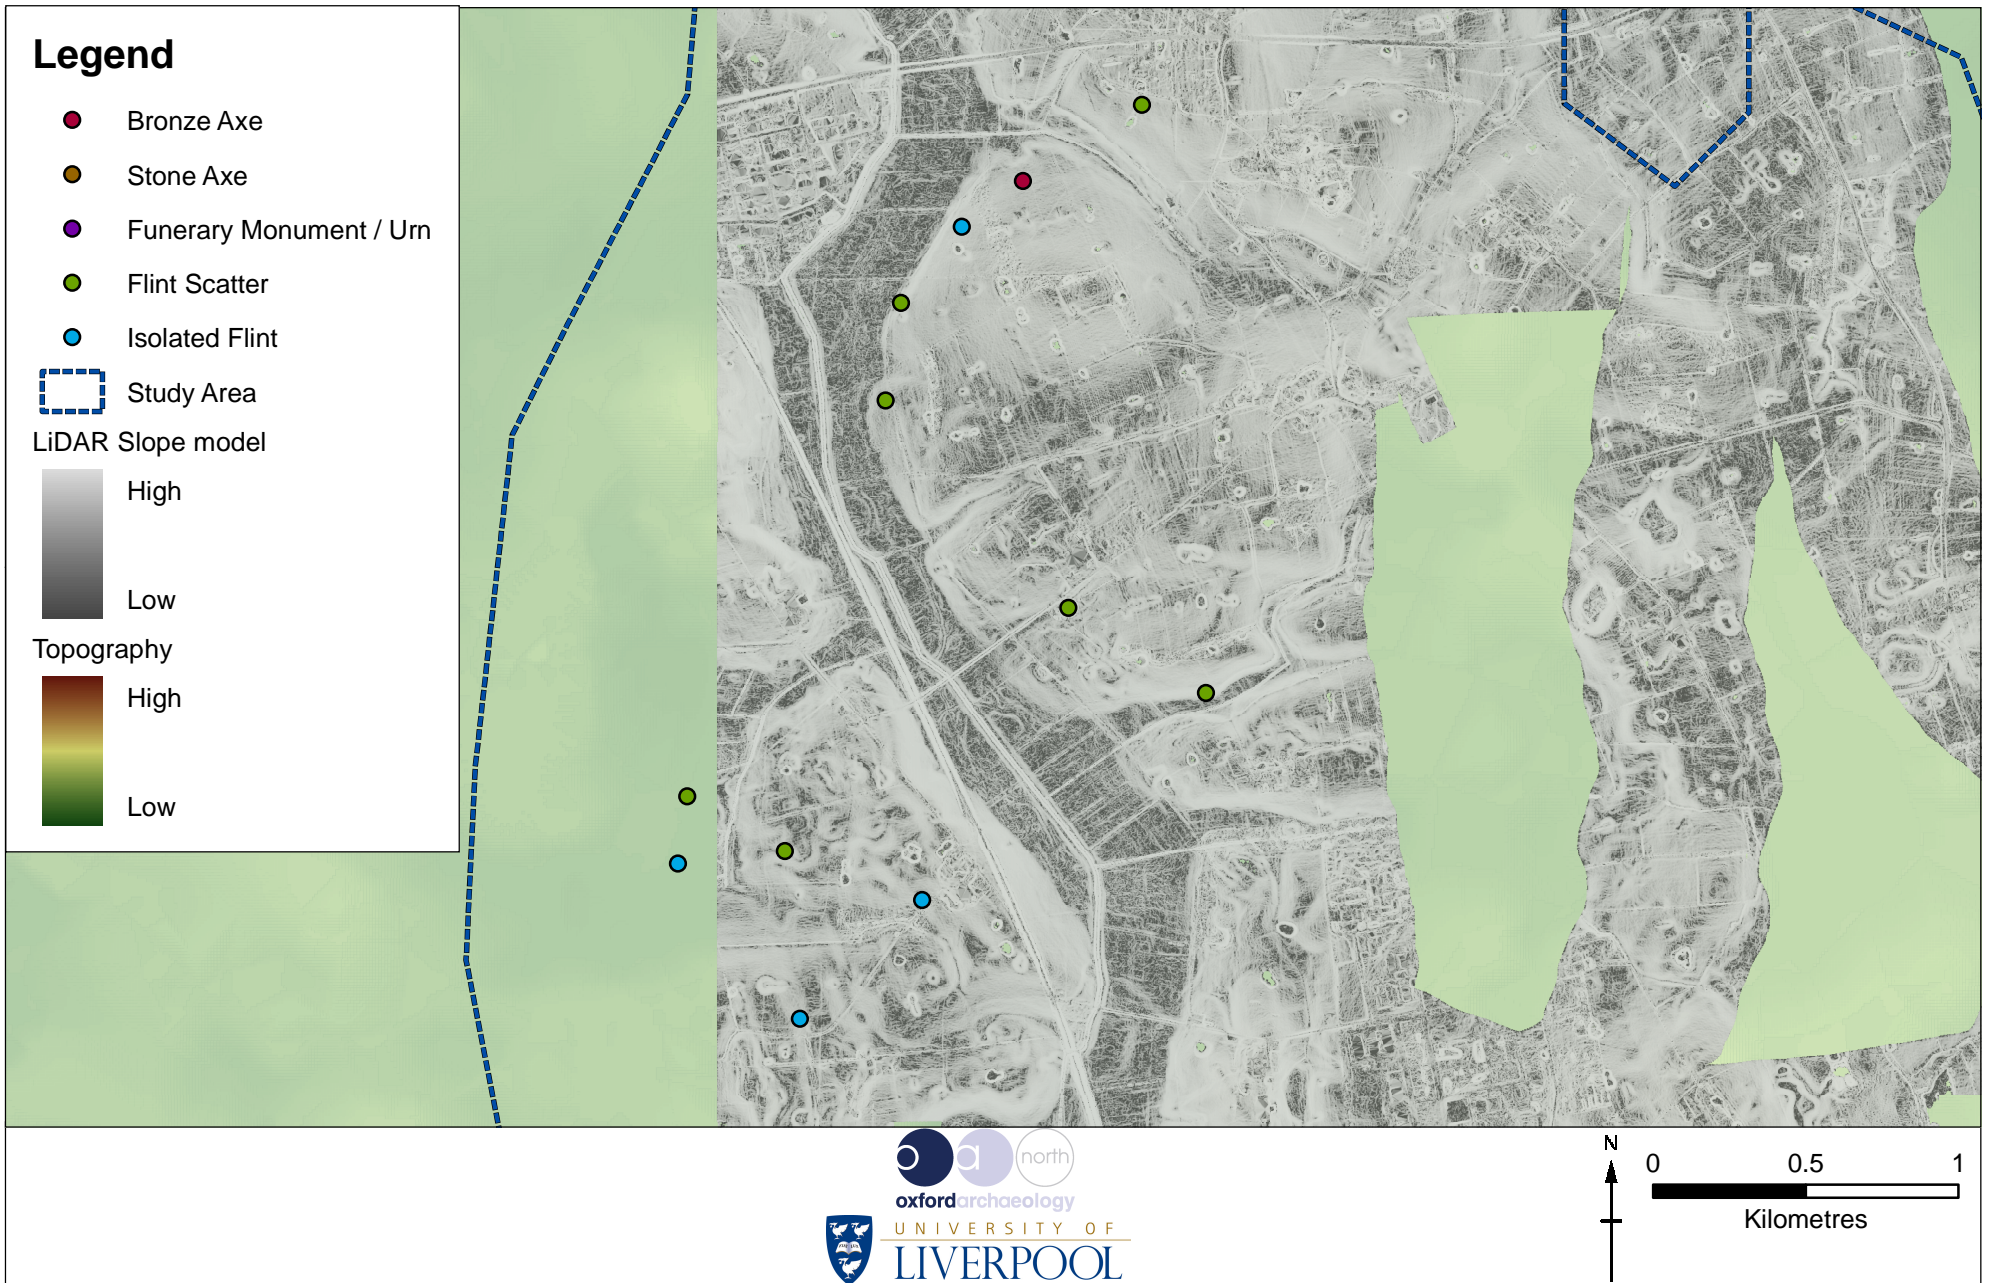 Legend
Bronze Axe
Stone Axe
Funerary Monument / Urn
Flint Scatter
Isolated Flint
Study Area
LiDAR Slope model
High
Low
Topography
High
Low
oa north
oxfordarchaeology
UNIVERSITY OF
LIVERPOOL
N
0 0.5 1
Kilometres